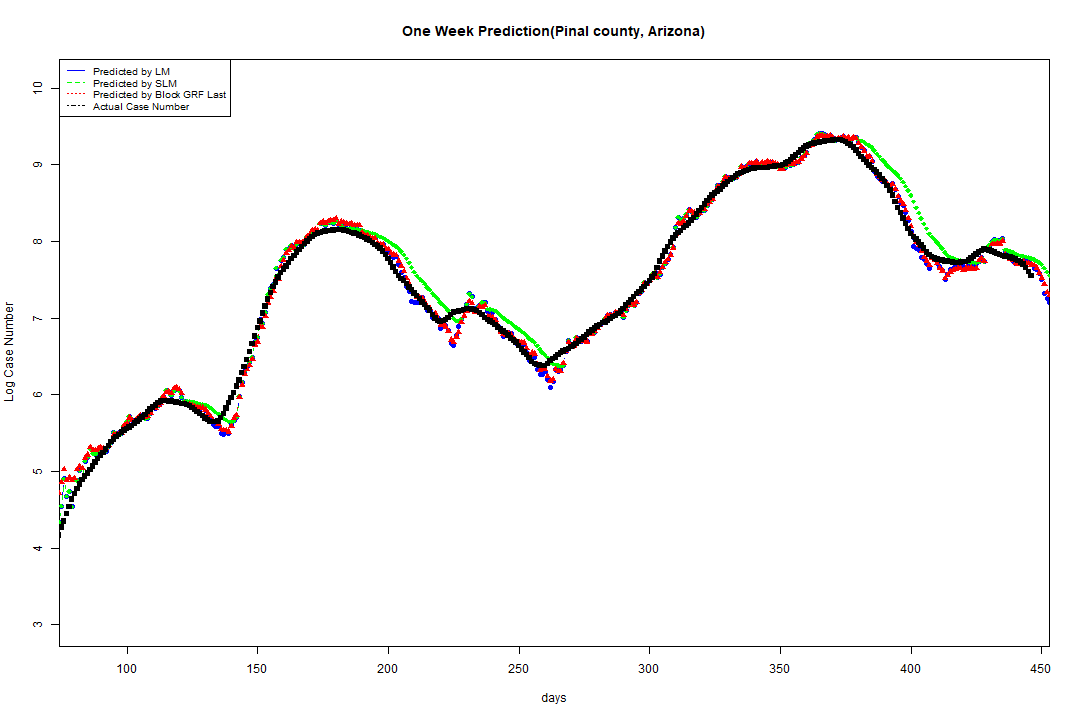 One Week Prediction(Pinal county, Arizona)
Predicted by LM
Predicted by SLM
Predicted by Block GRF Last
Actual Case Number
10
9
8
7
6
5
4
3
Log Case Number
100 150 200 250 300 350 400 450
days